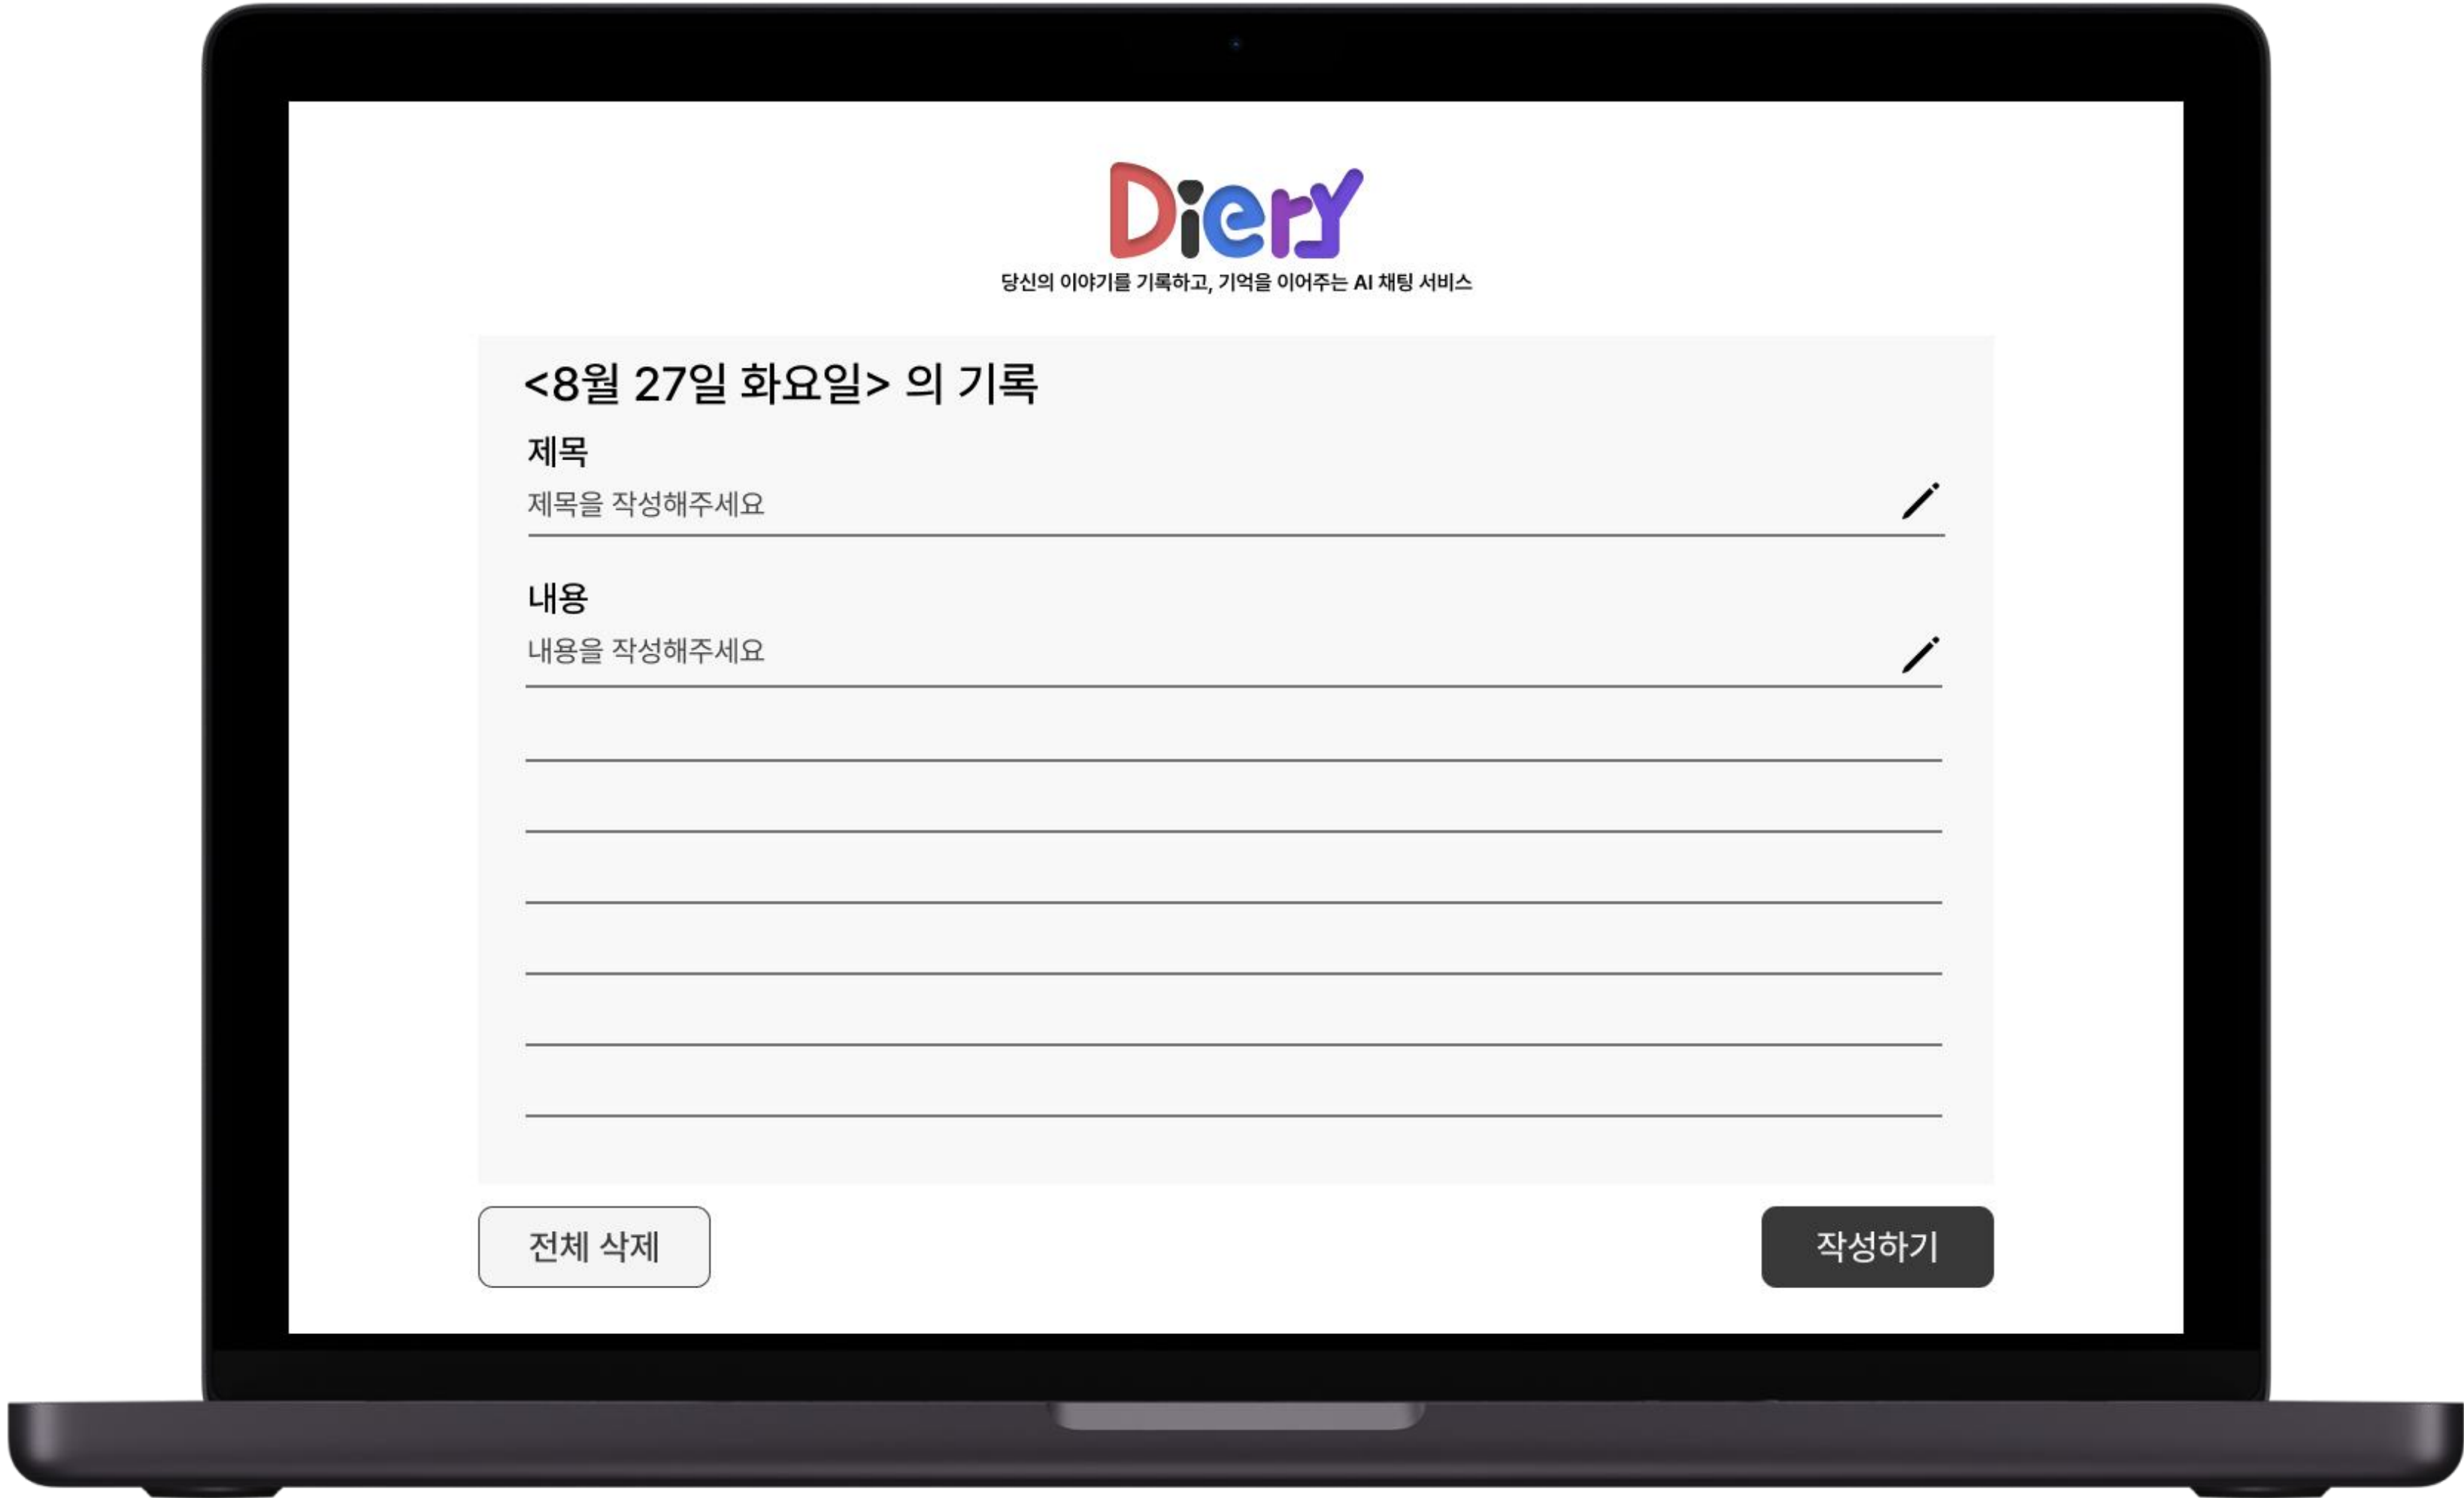 Diery
당신의 이야기를 기록하고, 기억을 이어주는 AI 채팅 서비스
<8월 27일 화요일> 의 기록
제목
제목을 작성해주세요
내용
내용을 작성해주세요
전체 삭제
작성하기